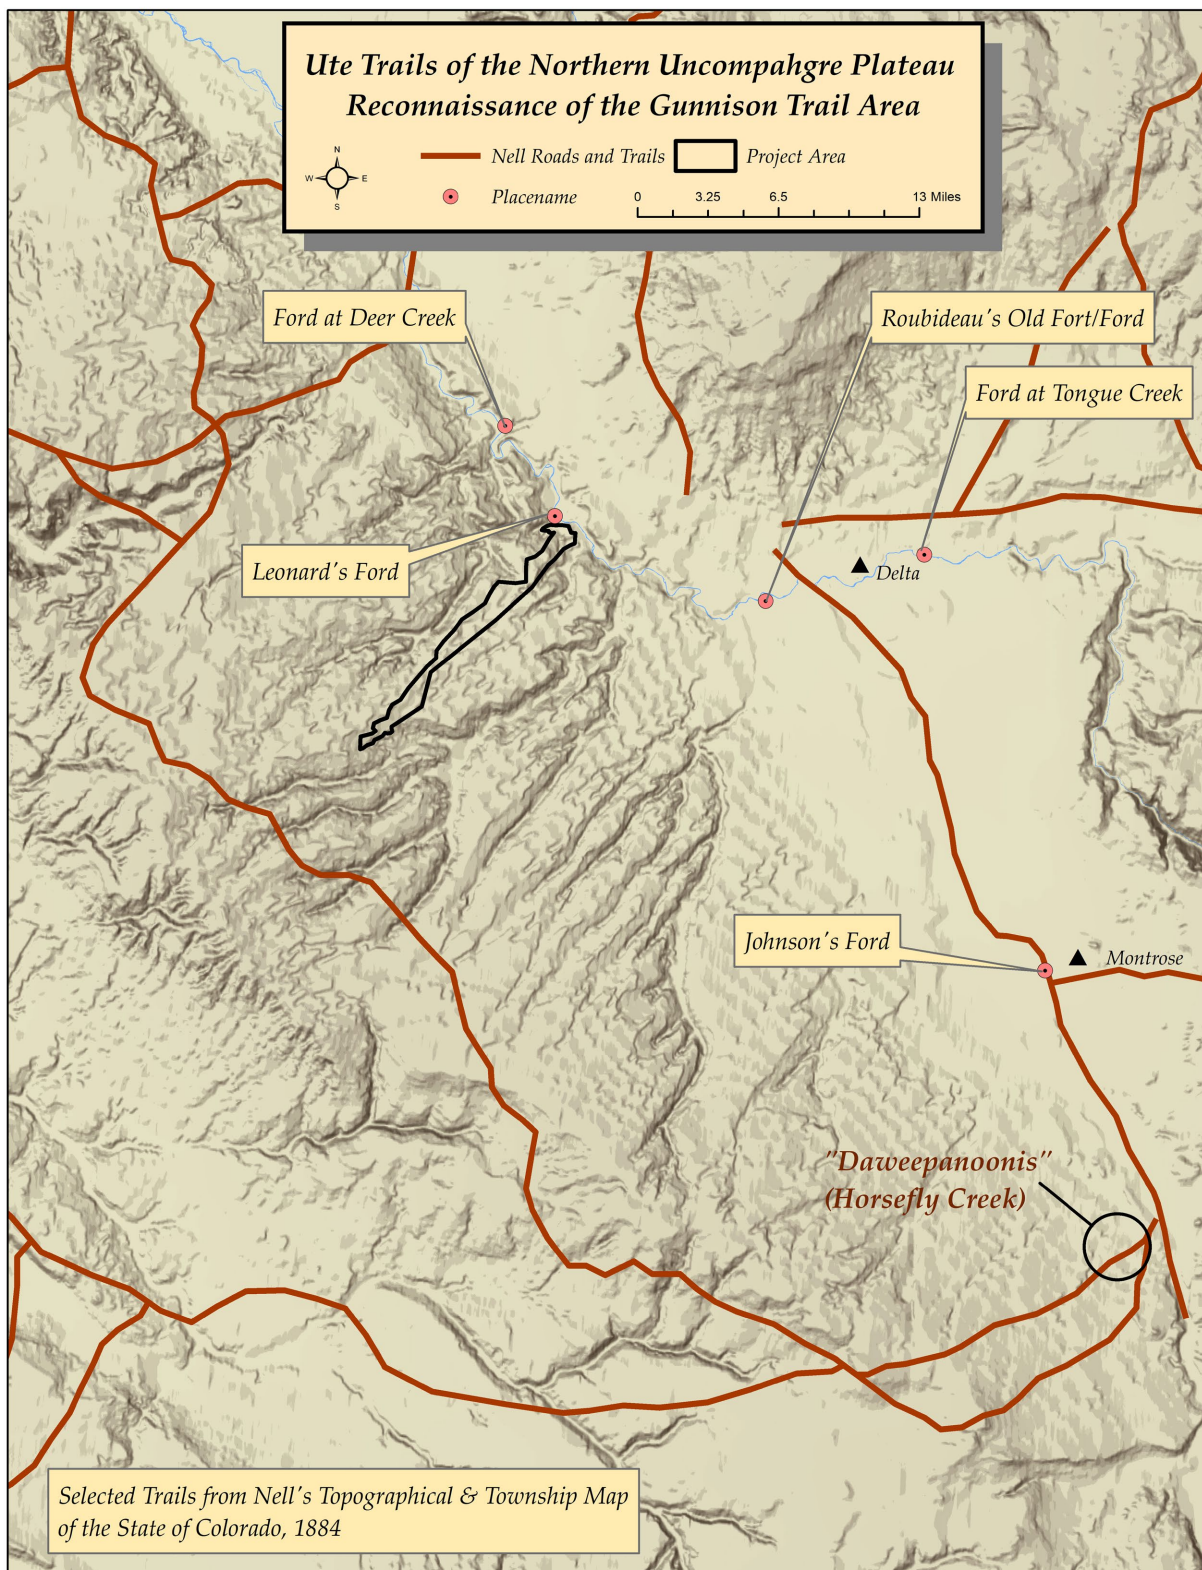 Ute Trails of the Northern Uncompahgre Plateau
Reconnaissance of the Gunnison Trail Area
N
W E
S
Nell Roads and Trails
Project Area
Placename
0 3.25 6.5 13 Miles
Ford at Deer Creek
Roubideau's Old Fort/Ford
Ford at Tongue Creek
Leonard's Ford
Delta
Johnson's Ford
Montrose
"Daweepanoonis"
(Horsefly Creek)
Selected Trails from Nell's Topographical & Township Map
of the State of Colorado, 1884